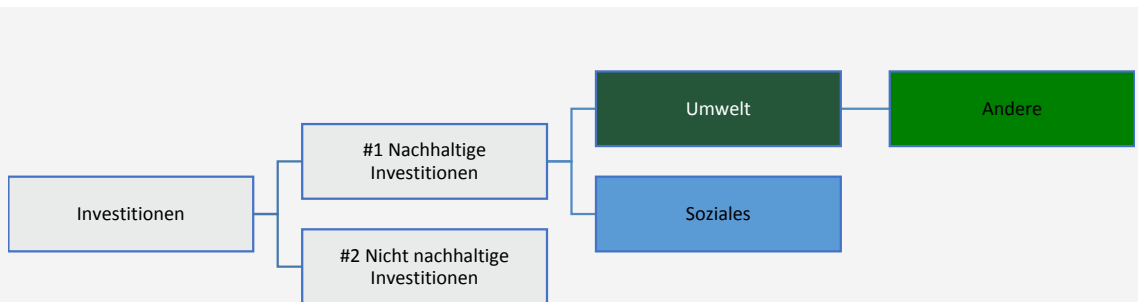 Umwelt
Andere
#1 Nachhaltige
Investitionen
Investitionen
Soziales
#2 Nicht nachhaltige
Investitionen